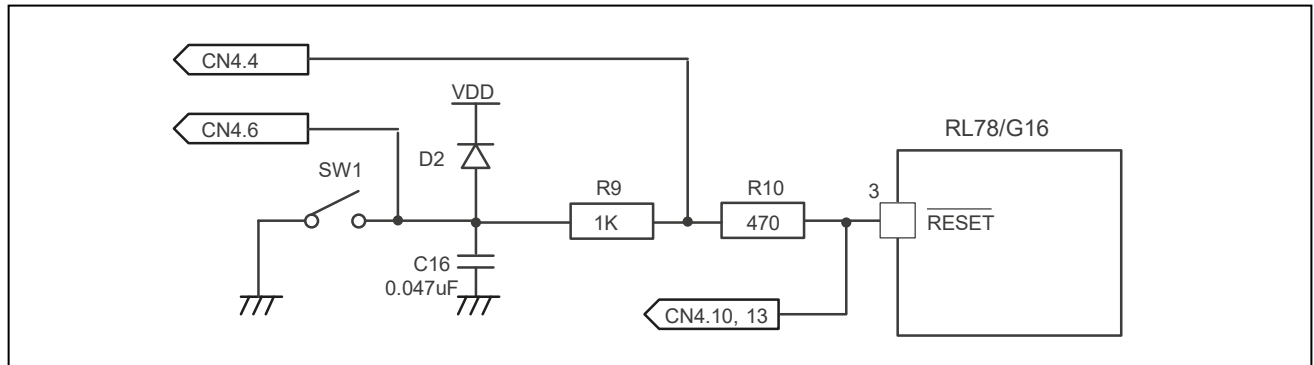 CN4.4
VDD
CN4.6
RL78/G16
D2
SW1
R9
R10
3
1K
470
RESET
C16
0.047uF
CN4.10, 13